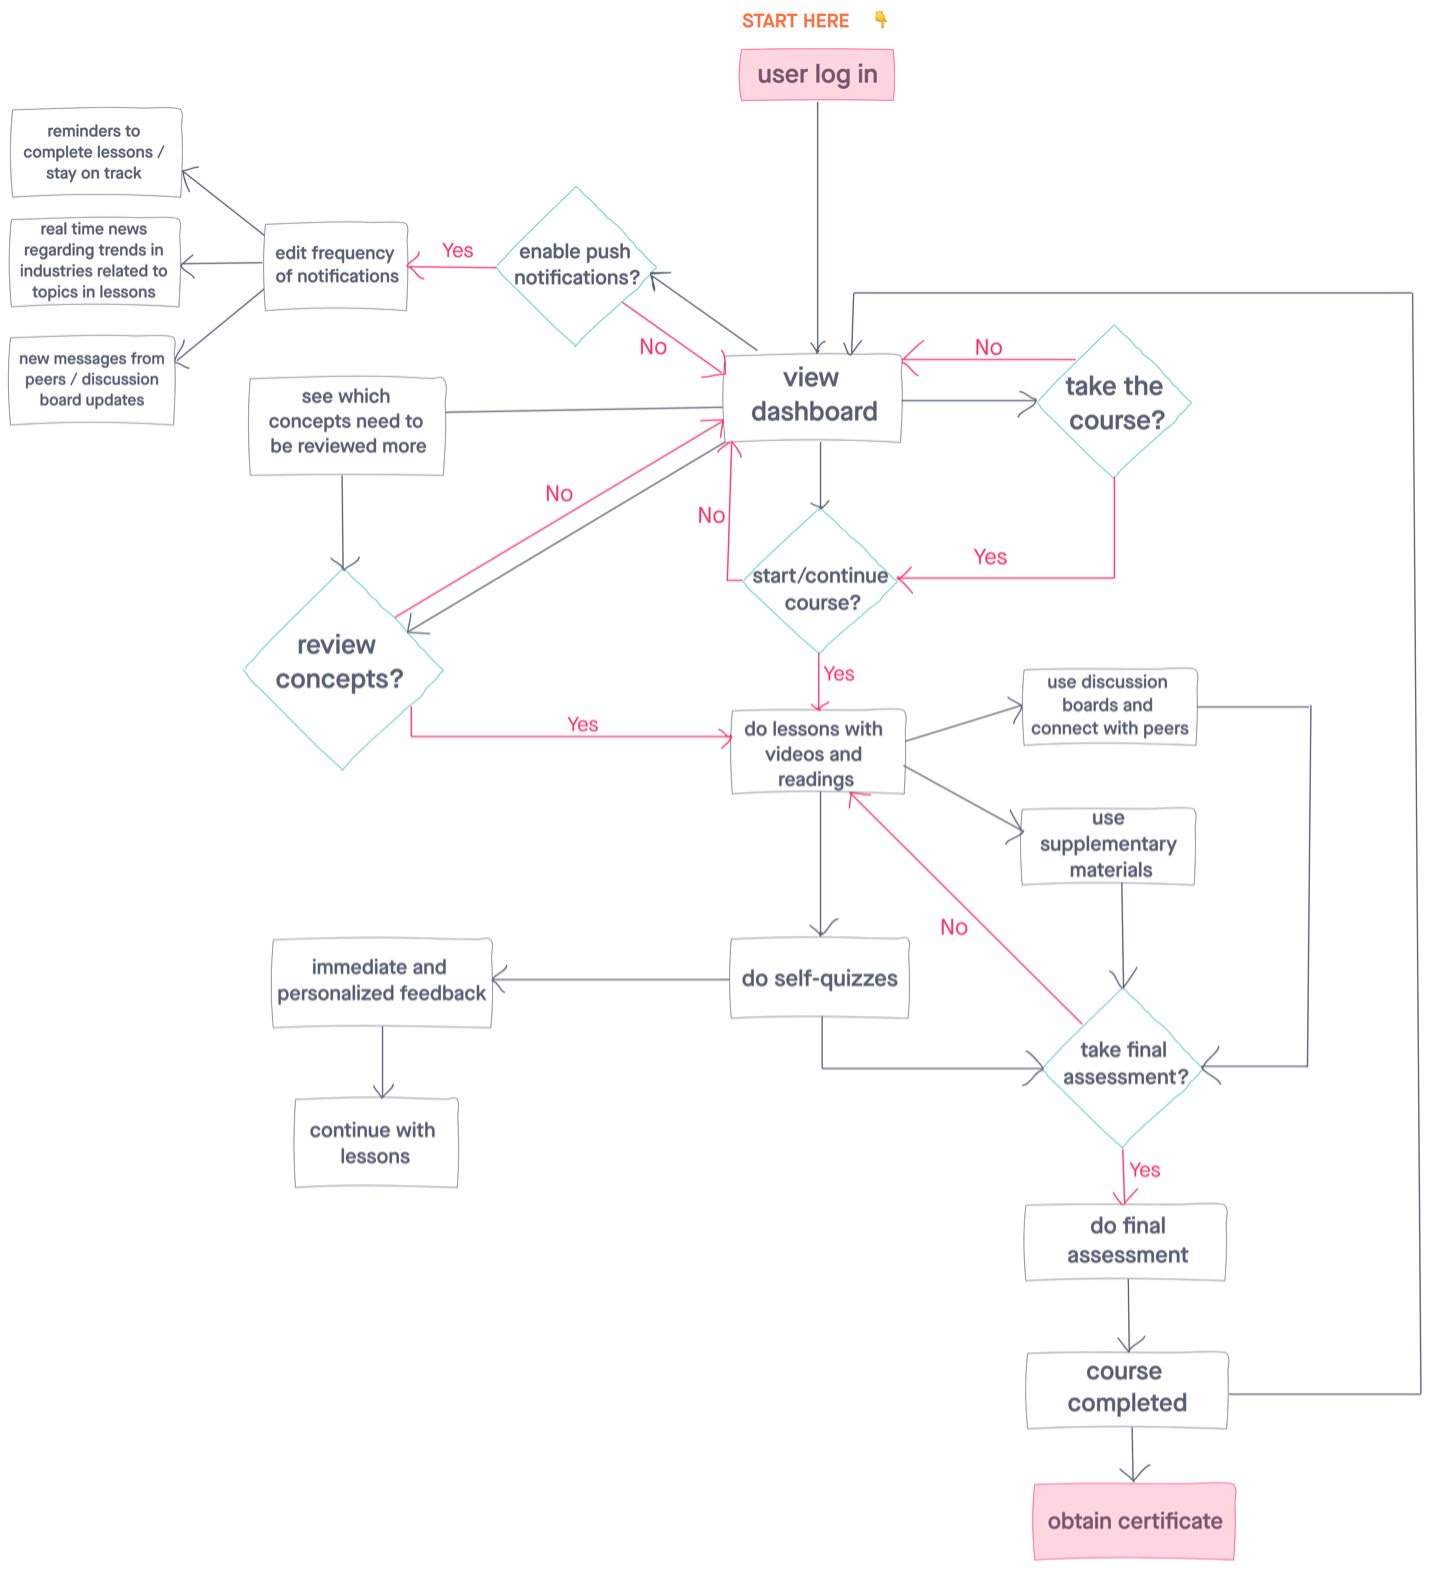 START HERE 👇
user log in
reminders to
complete lessons /
stay on track
real time news
regarding trends in
industries related to
topics in lessons
new messages from
peers / discussion
board updates
edit frequency
of notifications
Yes
enable push
notifications?
No
view
dashboard
No
take the
course?
see which
concepts need to
be reviewed more
No
No
Yes
start/continue
course?
review
concepts?
Yes
Yes
do lessons with
videos and
readings
use discussion
boards and
connect with peers
use
supplementary
materials
No
immediate and
personalized feedback
do self-quizzes
take final
assessment?
continue with
lessons
Yes
do final
assessment
course
completed
obtain certificate